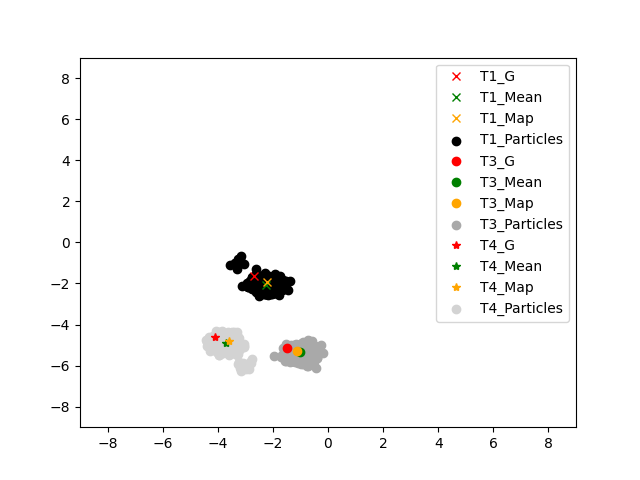 8
6
4
2
0
−2
−4
−6
−8
−8 −6 −4 −2 0 2 4 6 8
T1_G
T1_Mean
T1_Map
T1_Particles
T3_G
T3_Mean
T3_Map
T3_Particles
T4_G
T4_Mean
T4_Map
T4_Particles